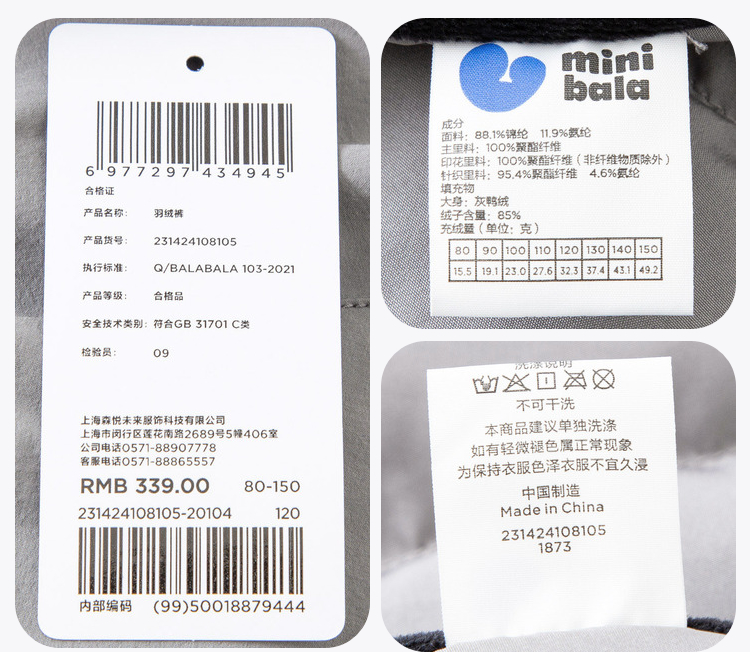 6 977297 434945
合格证
产品名称: 羽绒裤
产品货号: 231424108105
执行标准: Q/BALABALA 103-2021
产品等级: 合格品
安全技术类别: 符合GB 31701 C类
检验员: 09
上海森悦未来服饰科技有限公司
上海市闵行区莲花南路2689号5幢406室
公司电话0571-88907778
客服电话0571-88865557
RMB 339.00 80-150
231424108105-20104 120
内部编码 (99)50018879444
mini
bala
成分
面料: 88.1%锦纶 11.9%氨纶
主里料: 100%聚酯纤维
印花里料: 100%聚酯纤维(非纤维物质除外)
针织里料: 95.4%聚酯纤维 4.6%氨纶
填充物
大身: 灰鸭绒
绒子含量: 85%
充绒量(单位: 克)
80 90 100 110 120 130 140 150
15.5 19.1 23.0 27.6 32.3 37.4 43.1 49.2
洗涤说明
不可干洗
本商品建议单独洗涤
如有轻微褪色属正常现象
为保持衣服色泽衣服不宜久浸
中国制造
Made in China
231424108105
1873